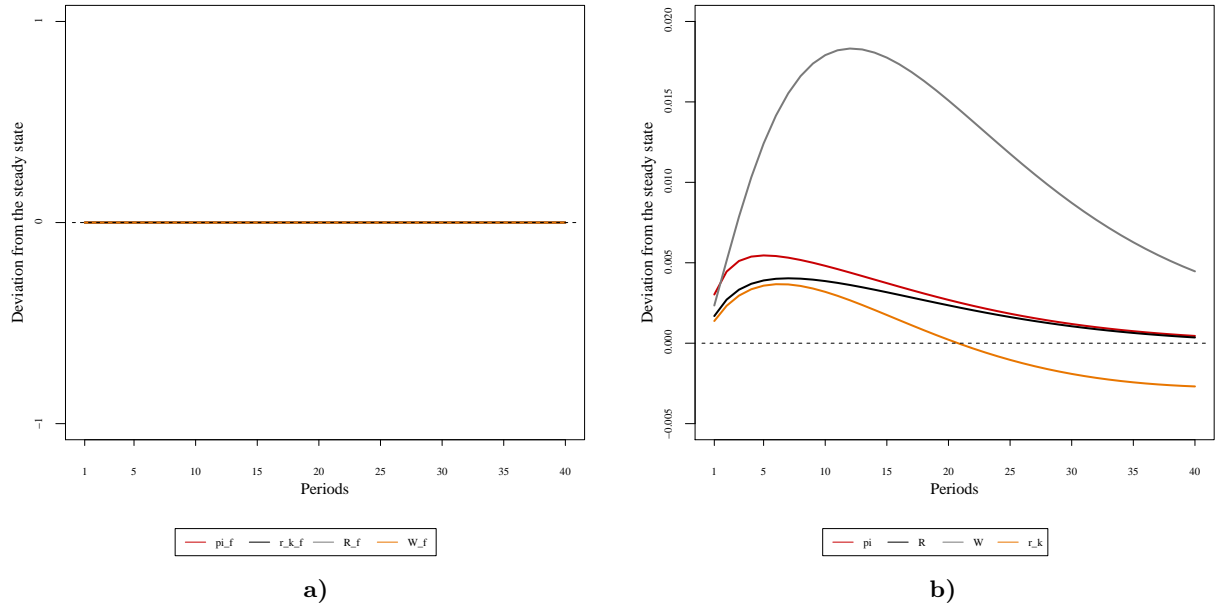 1
0
−1
Deviation from the steady state
1 5 10 15 20 25 30 35 40
Periods
pi_f r_k_f R_f W_f
a)
0.020
0.015
0.010
0.005
0.000
−0.005
Deviation from the steady state
1 5 10 15 20 25 30 35 40
Periods
pi R W r_k
b)